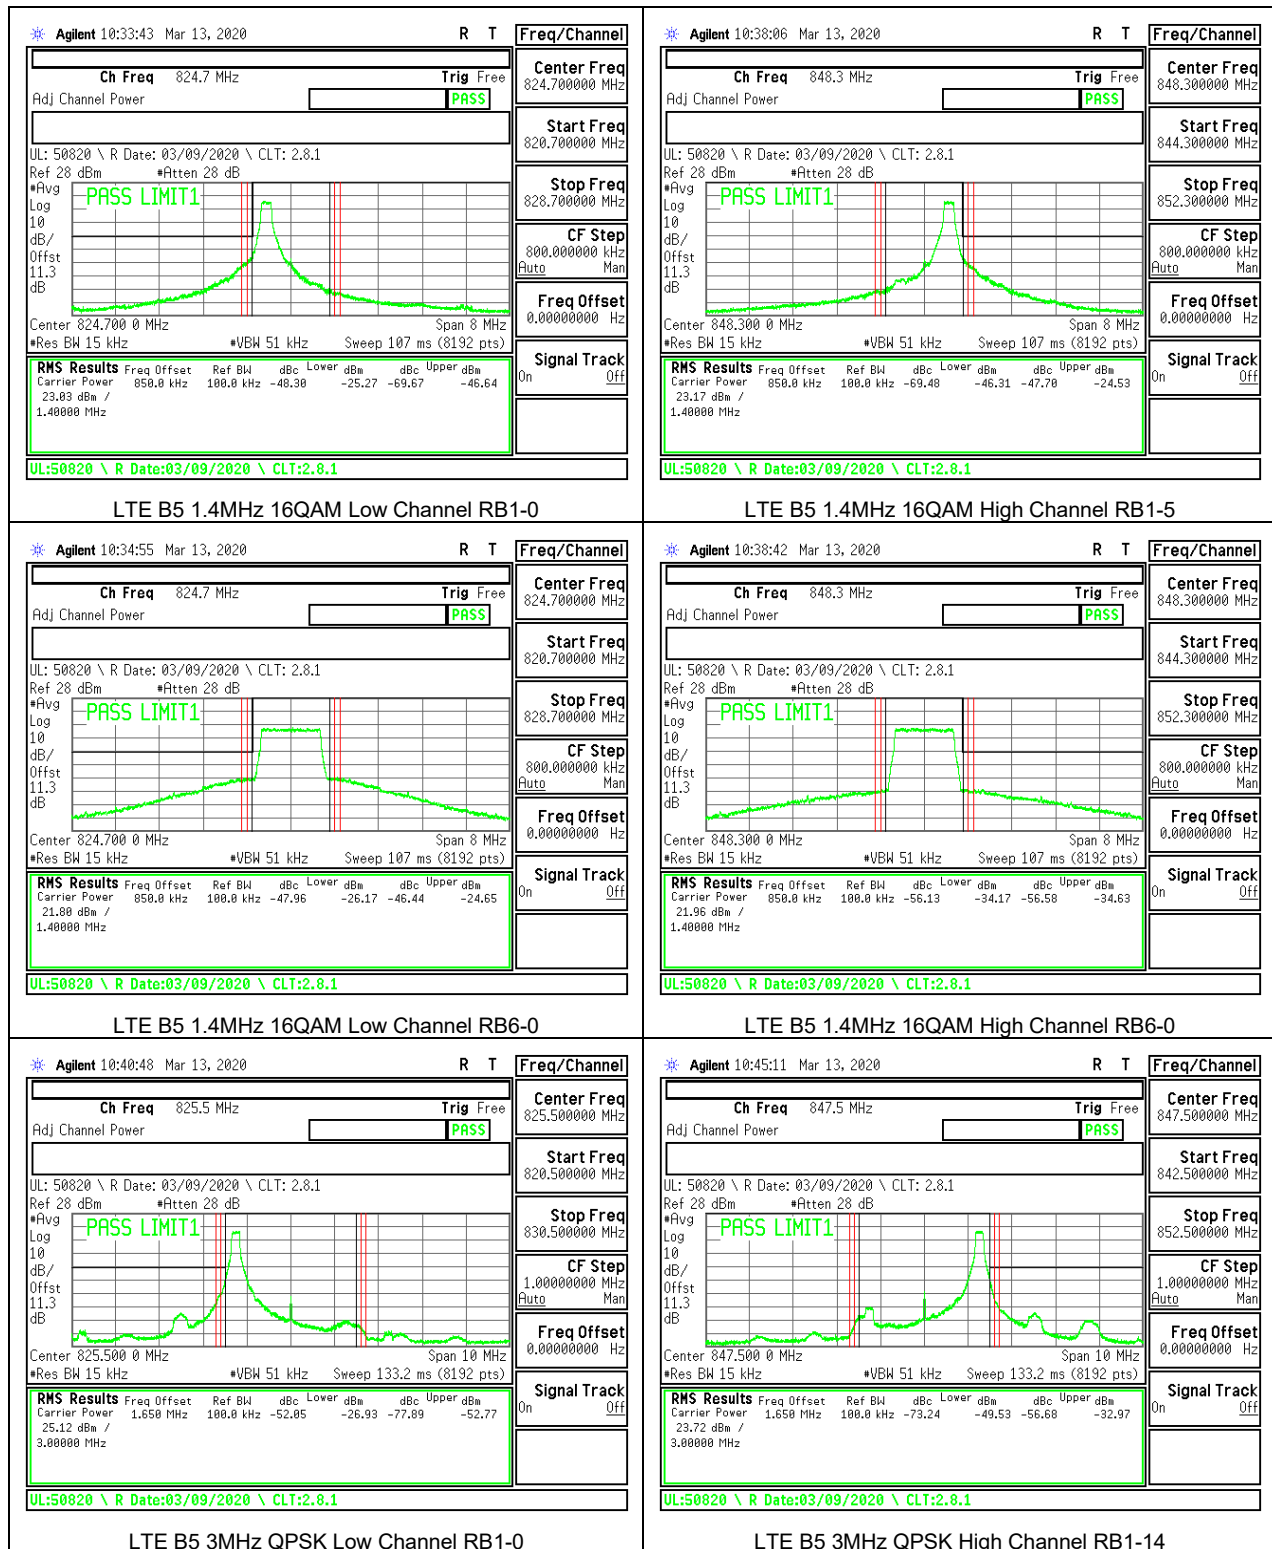 Agilent 10:33:43 Mar 13, 2020 R T Freq/Channel
Ch Freq 824.7 MHz Trig Free
Adj Channel Power PASS
Center Freq
824.700000 MHz
Start Freq
820.700000 MHz
UL: 50820 \ R Date: 03/09/2020 \ CLT: 2.8.1
Ref 28 dBm #Atten 28 dB
#Avg
Log
10
dB/
Offst
11.3
dB
PASS LIMIT1
Stop Freq
828.700000 MHz
CF Step
800.000000 kHz
Auto Man
Freq Offset
0.00000000 Hz
Center 824.700 0 MHz Span 8 MHz
#Res BW 15 kHz #VBW 51 kHz Sweep 107 ms (8192 pts)
Signal Track
On Off
RMS Results Freq Offset Ref BW dBc Lower dBm dBc Upper dBm
Carrier Power 850.0 kHz 100.0 kHz -48.30 -25.27 -69.67 -46.64
23.03 dBm /
1.40000 MHz
UL:50820 \ R Date:03/09/2020 \ CLT:2.8.1
LTE B5 1.4MHz 16QAM Low Channel RB1-0
Agilent 10:38:06 Mar 13, 2020 R T Freq/Channel
Ch Freq 848.3 MHz Trig Free
Adj Channel Power PASS
Center Freq
848.300000 MHz
Start Freq
844.300000 MHz
UL: 50820 \ R Date: 03/09/2020 \ CLT: 2.8.1
Ref 28 dBm #Atten 28 dB
#Avg
Log
10
dB/
Offst
11.3
dB
PASS LIMIT1
Stop Freq
852.300000 MHz
CF Step
800.000000 kHz
Auto Man
Freq Offset
0.00000000 Hz
Center 848.300 0 MHz Span 8 MHz
#Res BW 15 kHz #VBW 51 kHz Sweep 107 ms (8192 pts)
Signal Track
On Off
RMS Results Freq Offset Ref BW dBc Lower dBm dBc Upper dBm
Carrier Power 850.0 kHz 100.0 kHz -69.48 -46.31 -47.70 -24.53
23.17 dBm /
1.40000 MHz
UL:50820 \ R Date:03/09/2020 \ CLT:2.8.1
LTE B5 1.4MHz 16QAM High Channel RB1-5
Agilent 10:34:55 Mar 13, 2020 R T Freq/Channel
Ch Freq 824.7 MHz Trig Free
Adj Channel Power PASS
Center Freq
824.700000 MHz
Start Freq
820.700000 MHz
UL: 50820 \ R Date: 03/09/2020 \ CLT: 2.8.1
Ref 28 dBm #Atten 28 dB
#Avg
Log
10
dB/
Offst
11.3
dB
PASS LIMIT1
Stop Freq
828.700000 MHz
CF Step
800.000000 kHz
Auto Man
Freq Offset
0.00000000 Hz
Center 824.700 0 MHz Span 8 MHz
#Res BW 15 kHz #VBW 51 kHz Sweep 107 ms (8192 pts)
Signal Track
On Off
RMS Results Freq Offset Ref BW dBc Lower dBm dBc Upper dBm
Carrier Power 850.0 kHz 100.0 kHz -47.96 -26.17 -46.44 -24.65
21.80 dBm /
1.40000 MHz
UL:50820 \ R Date:03/09/2020 \ CLT:2.8.1
LTE B5 1.4MHz 16QAM Low Channel RB6-0
Agilent 10:38:42 Mar 13, 2020 R T Freq/Channel
Ch Freq 848.3 MHz Trig Free
Adj Channel Power PASS
Center Freq
848.300000 MHz
Start Freq
844.300000 MHz
UL: 50820 \ R Date: 03/09/2020 \ CLT: 2.8.1
Ref 28 dBm #Atten 28 dB
#Avg
Log
10
dB/
Offst
11.3
dB
PASS LIMIT1
Stop Freq
852.300000 MHz
CF Step
800.000000 kHz
Auto Man
Freq Offset
0.00000000 Hz
Center 848.300 0 MHz Span 8 MHz
#Res BW 15 kHz #VBW 51 kHz Sweep 107 ms (8192 pts)
Signal Track
On Off
RMS Results Freq Offset Ref BW dBc Lower dBm dBc Upper dBm
Carrier Power 850.0 kHz 100.0 kHz -56.13 -34.17 -56.58 -34.63
21.96 dBm /
1.40000 MHz
UL:50820 \ R Date:03/09/2020 \ CLT:2.8.1
LTE B5 1.4MHz 16QAM High Channel RB6-0
Agilent 10:40:48 Mar 13, 2020 R T Freq/Channel
Ch Freq 825.5 MHz Trig Free
Adj Channel Power PASS
Center Freq
825.500000 MHz
Start Freq
820.500000 MHz
UL: 50820 \ R Date: 03/09/2020 \ CLT: 2.8.1
Ref 28 dBm #Atten 28 dB
#Avg
Log
10
dB/
Offst
11.3
dB
PASS LIMIT1
Stop Freq
830.500000 MHz
CF Step
1.00000000 MHz
Auto Man
Freq Offset
0.00000000 Hz
Center 825.500 0 MHz Span 10 MHz
#Res BW 15 kHz #VBW 51 kHz Sweep 133.2 ms (8192 pts)
Signal Track
On Off
RMS Results Freq Offset Ref BW dBc Lower dBm dBc Upper dBm
Carrier Power 1.650 MHz 100.0 kHz -52.05 -26.93 -77.89 -52.77
25.12 dBm /
3.00000 MHz
UL:50820 \ R Date:03/09/2020 \ CLT:2.8.1
LTE B5 3MHz QPSK Low Channel RB1-0
Agilent 10:45:11 Mar 13, 2020 R T Freq/Channel
Ch Freq 847.5 MHz Trig Free
Adj Channel Power PASS
Center Freq
847.500000 MHz
Start Freq
842.500000 MHz
UL: 50820 \ R Date: 03/09/2020 \ CLT: 2.8.1
Ref 28 dBm #Atten 28 dB
#Avg
Log
10
dB/
Offst
11.3
dB
PASS LIMIT1
Stop Freq
852.500000 MHz
CF Step
1.00000000 MHz
Auto Man
Freq Offset
0.00000000 Hz
Center 847.500 0 MHz Span 10 MHz
#Res BW 15 kHz #VBW 51 kHz Sweep 133.2 ms (8192 pts)
Signal Track
On Off
RMS Results Freq Offset Ref BW dBc Lower dBm dBc Upper dBm
Carrier Power 1.650 MHz 100.0 kHz -73.24 -49.53 -56.68 -32.97
23.72 dBm /
3.00000 MHz
UL:50820 \ R Date:03/09/2020 \ CLT:2.8.1
LTE B5 3MHz QPSK High Channel RB1-14